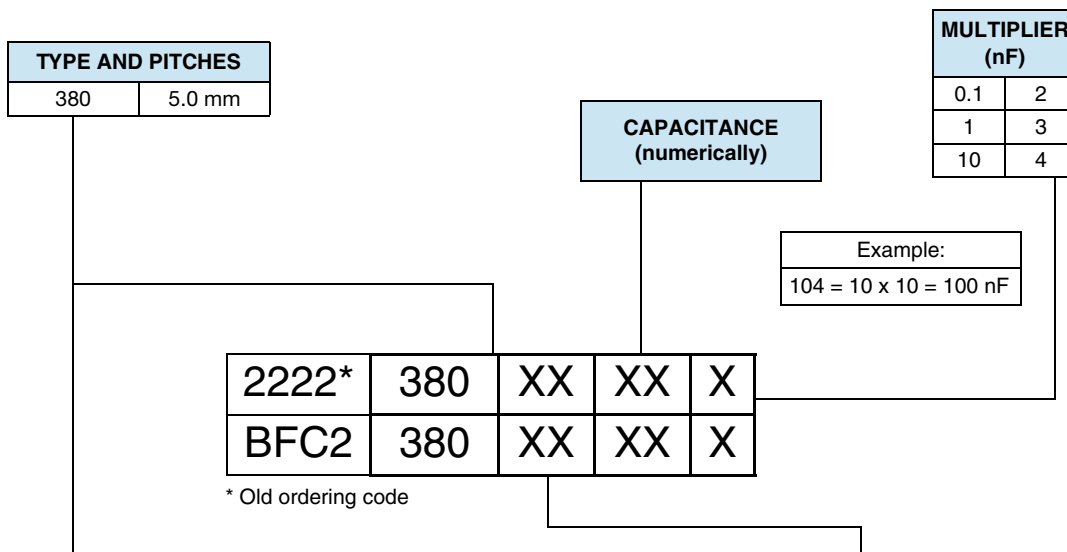 TYPE AND PITCHES
380 5.0 mm
MULTIPLIER
(nF)
0.1 2
1 3
10 4
CAPACITANCE
(numerically)
Example:
104 = 10 x 10 = 100 nF
2222* 380 XX XX X
BFC2 380 XX XX X
* Old ordering code